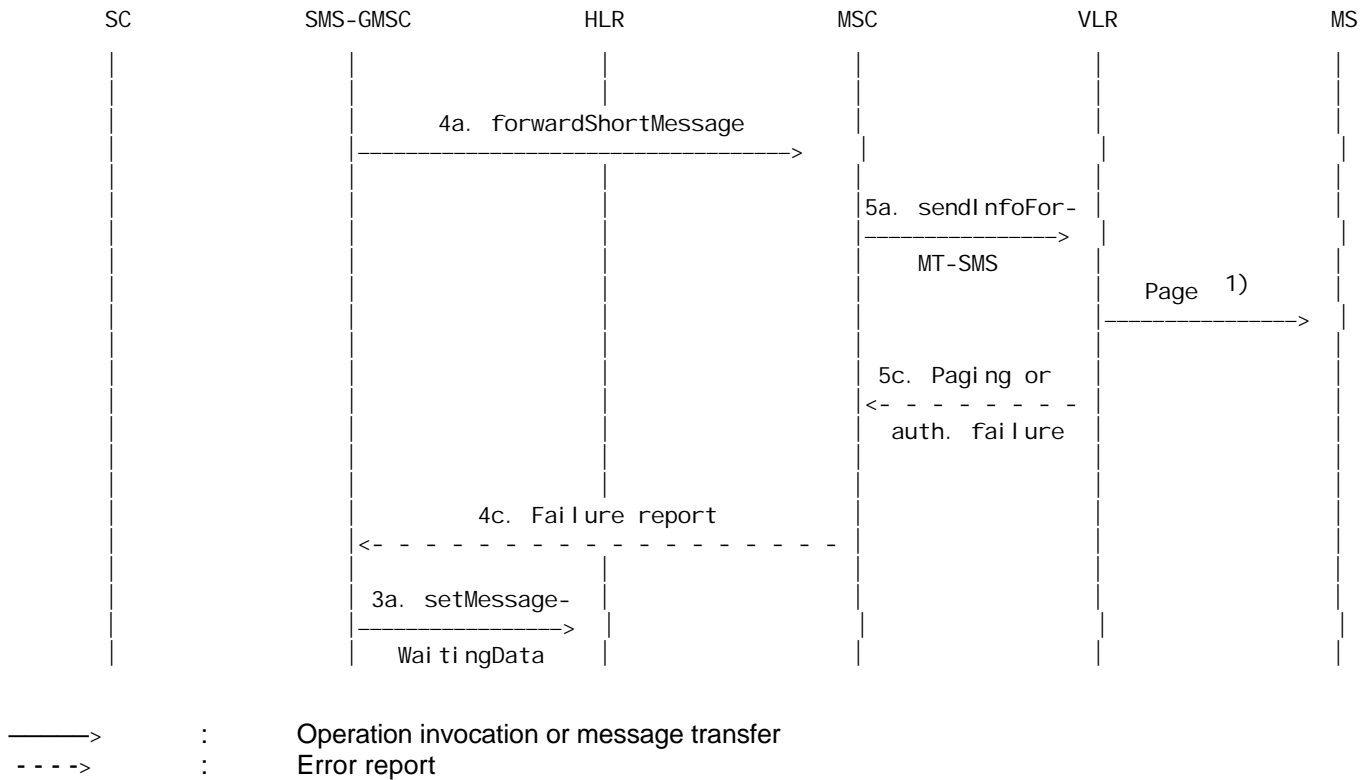 SC SMS-GMSC HLR MSC VLR MS
4a. forwardShortMessage
5a. sendInfoFor-
MT-SMS
Page 1)
5c. Paging or
auth. failure
4c. Failure report
3a. setMessage-
WaitingData
: Operation invocation or message transfer
: Error report